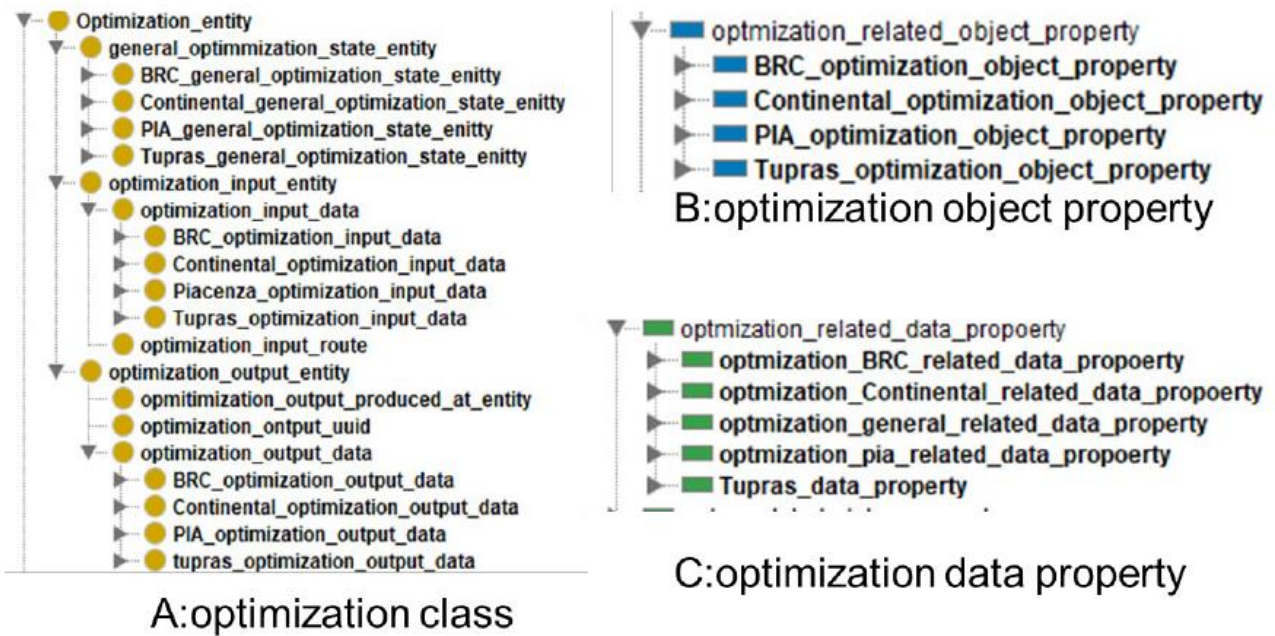 Optimization_entity
general_optimmization_state_entity
BRC_general_optimization_state_enitty
Continental_general_optimization_state_enitty
PIA_general_optimization_state_enitty
Tupras_general_optimization_state_enitty
optimization_input_entity
optimization_input_data
BRC_optimization_input_data
Continental_optimization_input_data
Piacenza_optimization_input_data
Tupras_optimization_input_data
optimization_input_route
optimization_output_entity
opmitimization_output_produced_at_entity
optimization_ontput_uuid
optimization_output_data
BRC_optimization_output_data
Continental_optimization_output_data
PIA_optimization_output_data
tupras_optimization_output_data
A:optimization class
optmization_related_object_property
BRC_optimization_object_property
Continental_optimization_object_property
PIA_optimization_object_property
Tupras_optimization_object_property
B:optimization object property
optmization_related_data_propoerty
optmization_BRC_related_data_propoerty
optmization_Continental_related_data_propoerty
optmization_general_related_data_property
optmization_pia_related_data_propoerty
Tupras_data_property
C:optimization data property